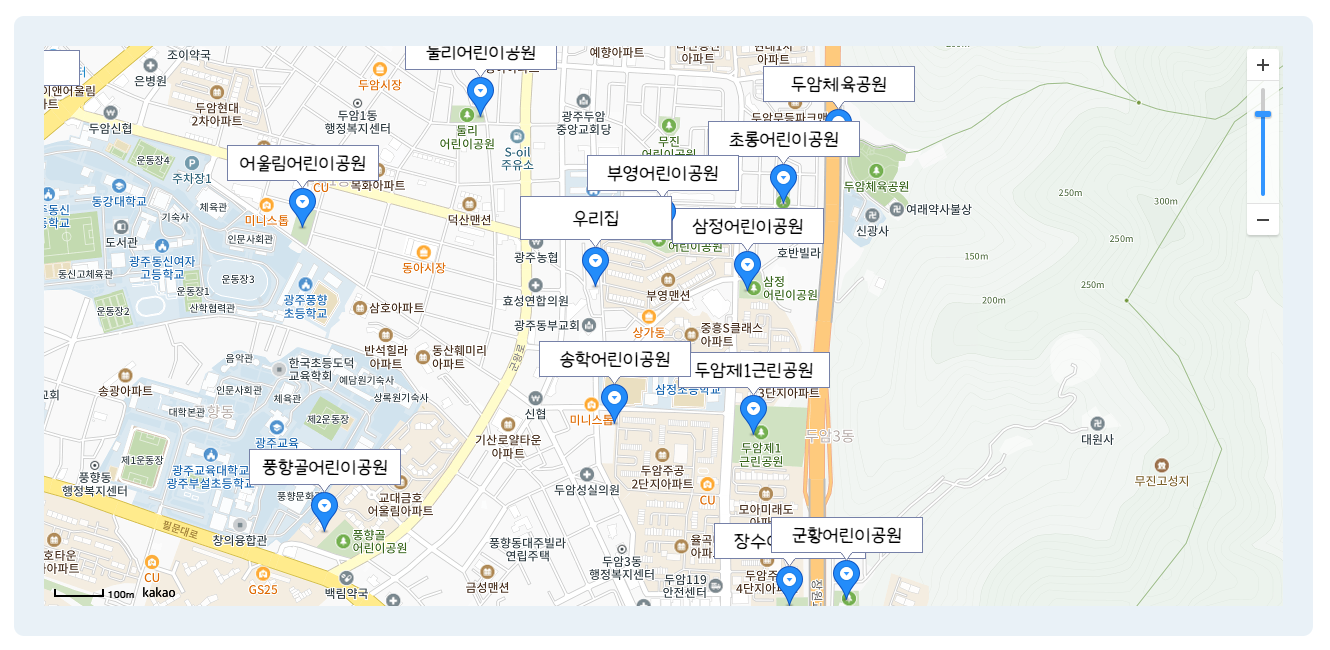 둘리어린이공원
예향아파트
아파트
아파트
조이약국
은병원
두암시장
이앤어울림
두암현대
2차아파트
두암1동
행정복지센터
두암신협
둘리
어린이공원
광주두암
중앙교회당
무진
어린이공원
S-oil
주유소
두암체육공원
초롱어린이공원
부영어린이공원
우리집
삼정어린이공원
어울림어린이공원
운동장4
주차장1
동강대학교
기숙사
체육관
CU
미니스톱
복화아파트
덕산맨션
도서관
인문사회관
광주동신여자
고등학교
동신고체육관
운동장3
운동장1
운동장2
산학협력관
광주풍향
초등학교
동아시장
광주농협
효성연합의원
광주동부교회
삼호아파트
부영맨션
상가동
중흥S클래스
아파트
어린이공원
호반빌라
삼정
어린이공원
두암체육공원
여래약사불상
신광사
250m
300m
250m
150m
250m
200m
반석힐라
아파트
동산훼미리
아파트
군왕로
음악관
한국초등도덕
교육학회
예담원기숙사
인문사회관
체육관
상록원기숙사
송광아파트
대학본관
향동
제2운동장
광주교육
제1운동장
광주교육대학교
광주부설초등학교
풍향동
행정복지센터
풍향골어린이공원
송학어린이공원
두암제1근린공원
삼정초등학교
3단지아파트
미니스톱
신협
기산로얄타운
아파트
두암제1
근린공원
두암3동
대원사
무진고성지
두암주공
2단지아파트
CU
두암성실의원
모아미래도
교대금호
어울림아파트
필문대로
창의융합관
풍향골
어린이공원
CU
GS25
백림약국
풍향동대주빌라
연립주택
금성맨션
두암3동
행정복지센터
두암119
안전센터
군황어린이공원
4단지아파트
100m
kakao